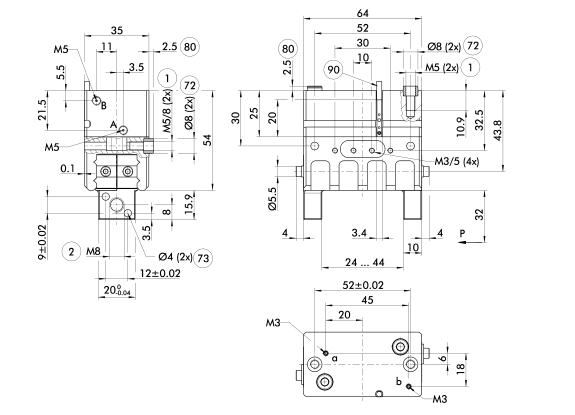 35
M5
11
2.5 80
3.5
5.5
B
21.5
A
M5
1
M5/8 (2x)
72
Ø8 (2x)
54
0.1
15.9
8
3.5
9±0.02
2
M8
Ø4 (2x) 73
12±0.02
20 0 -0.04
64
52
30
10
80
2.5
90
Ø8 (2x) 72
M5 (2x) 1
30
25
20
10.9
32.5
43.8
M3/5 (4x)
Ø5.5
32
4
3.4
4
P
10
24 ... 44
52±0.02
45
20
M3
a
6
18
b
M3